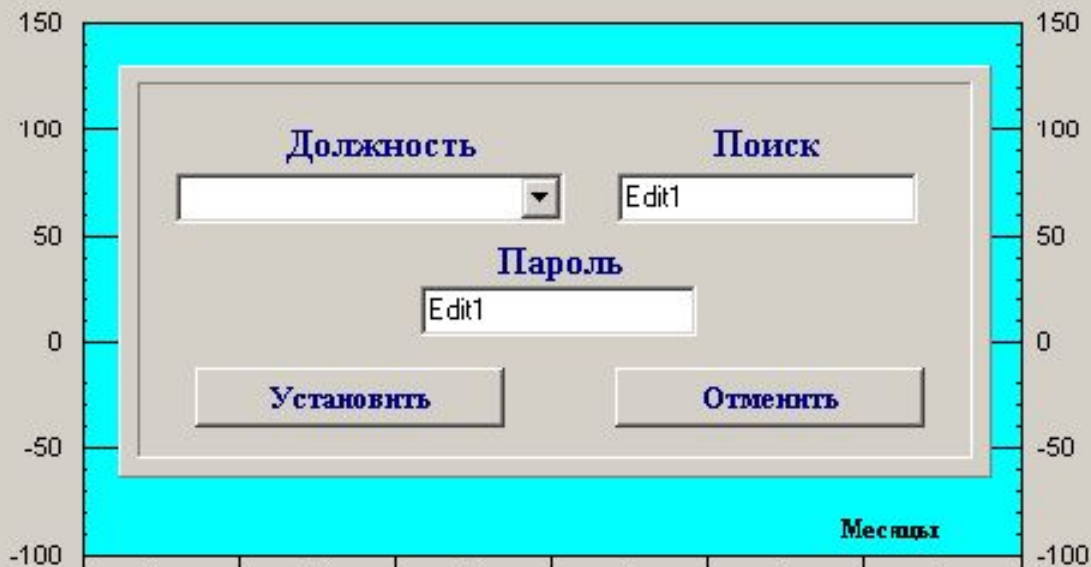 150 150
100 100
Должность Поиск
Edit1
50 50
Пароль
Edit1
0 0
Установить Отменить
-50 -50
Месяцы
-100 -100